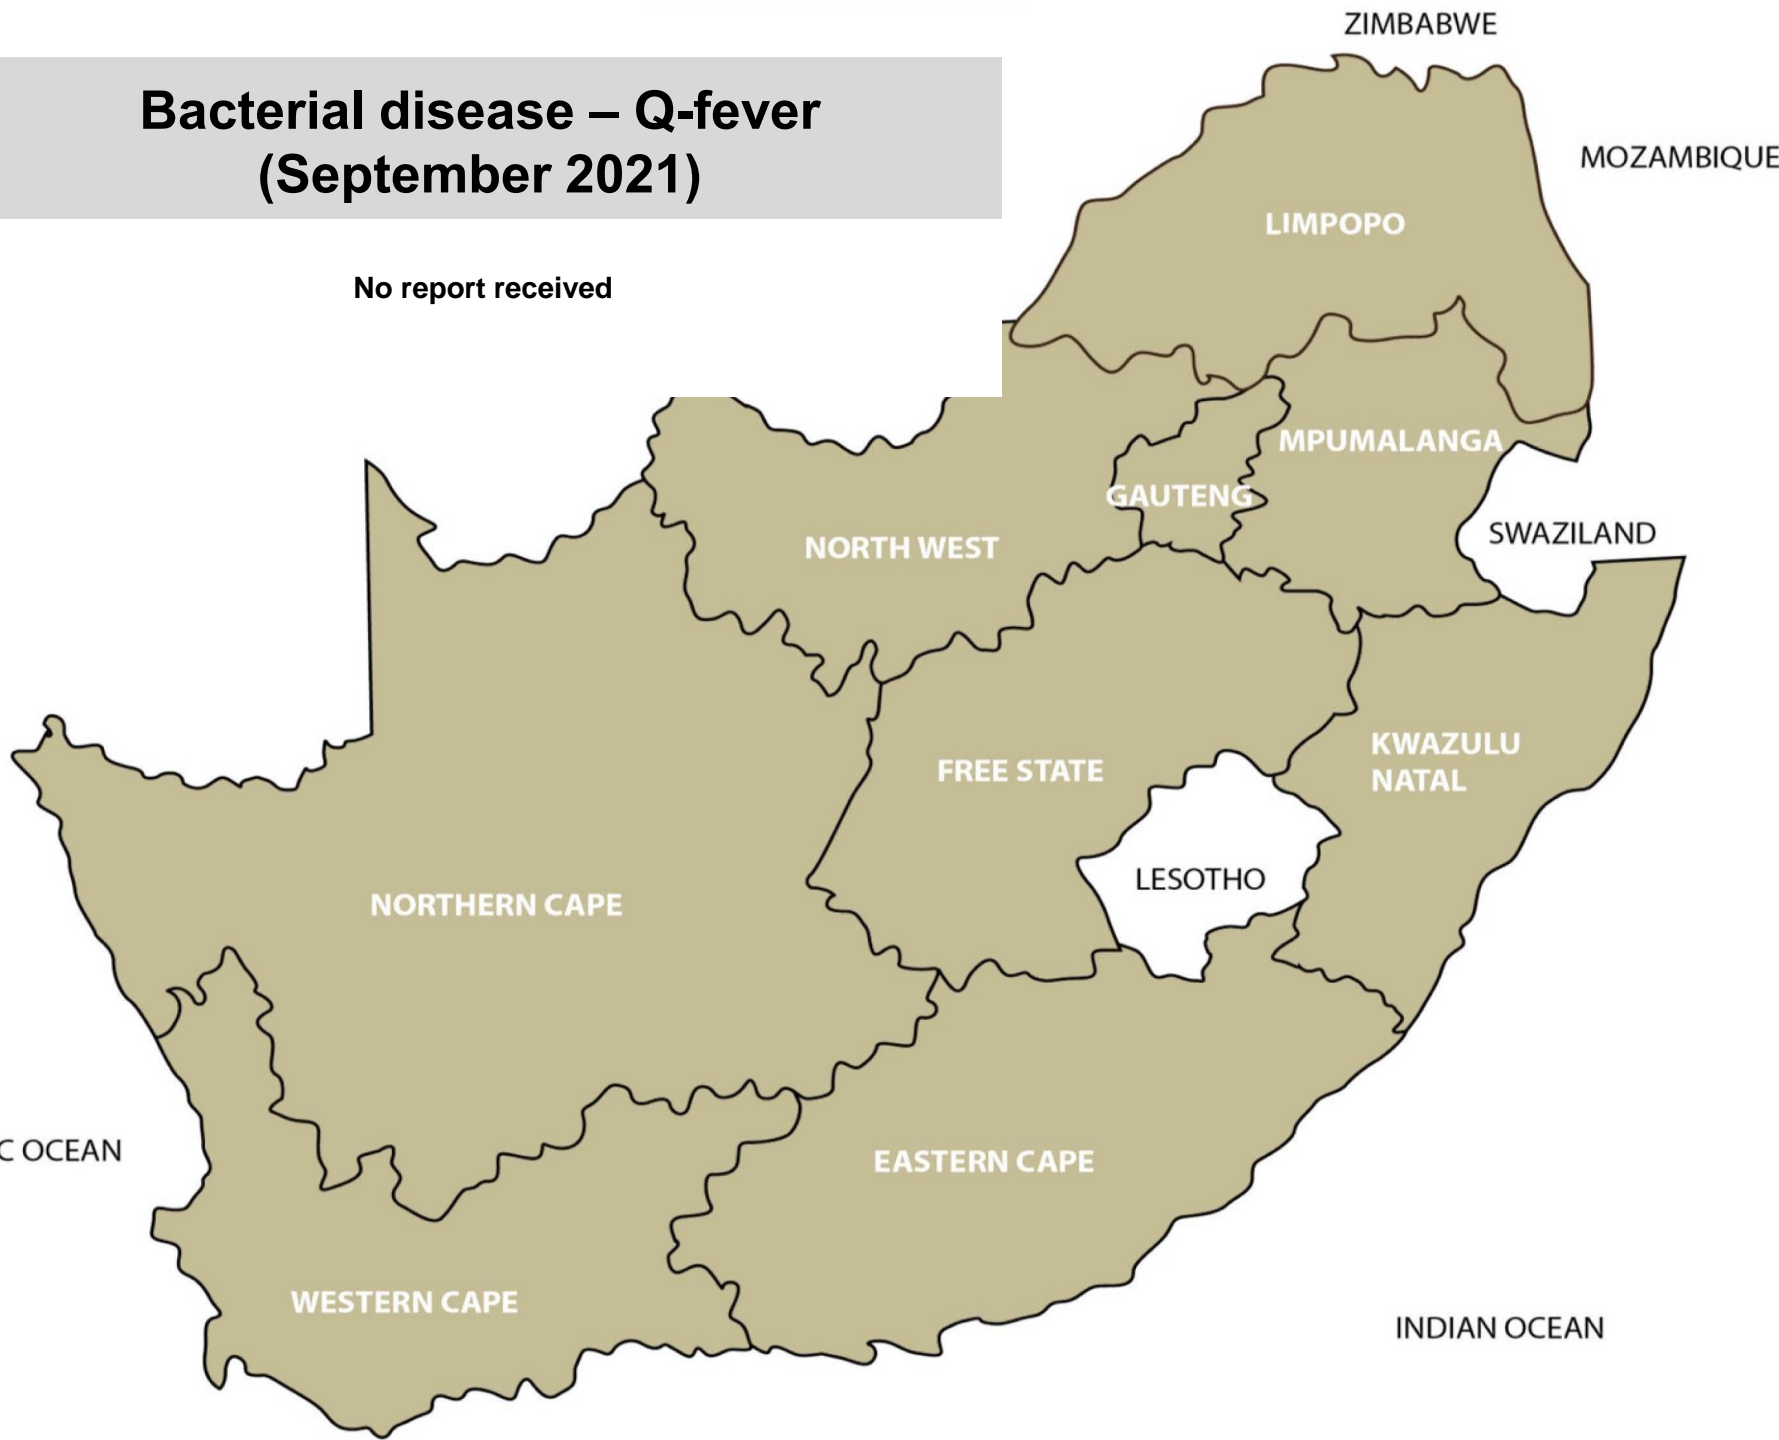 ZIMBABWE
Bacterial disease – Q-fever
(September 2021)
MOZAMBIQUE
LIMPOPO
No report received
MPUMALANGA
GAUTENG
SWAZILAND
NORTH WEST
KWAZULU
NATAL
FREE STATE
LESOTHO
NORTHERN CAPE
C OCEAN
EASTERN CAPE
WESTERN CAPE
INDIAN OCEAN